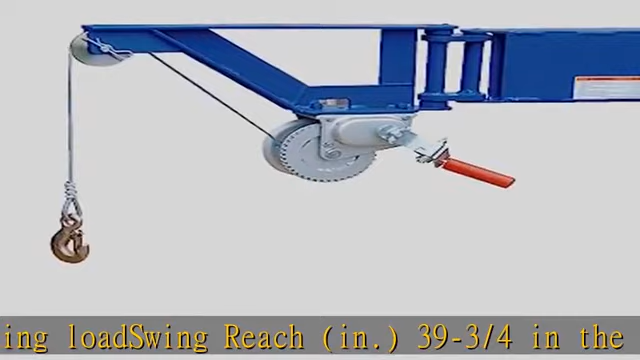 ing loadSwing Reach (in.) 39-3/4 in the